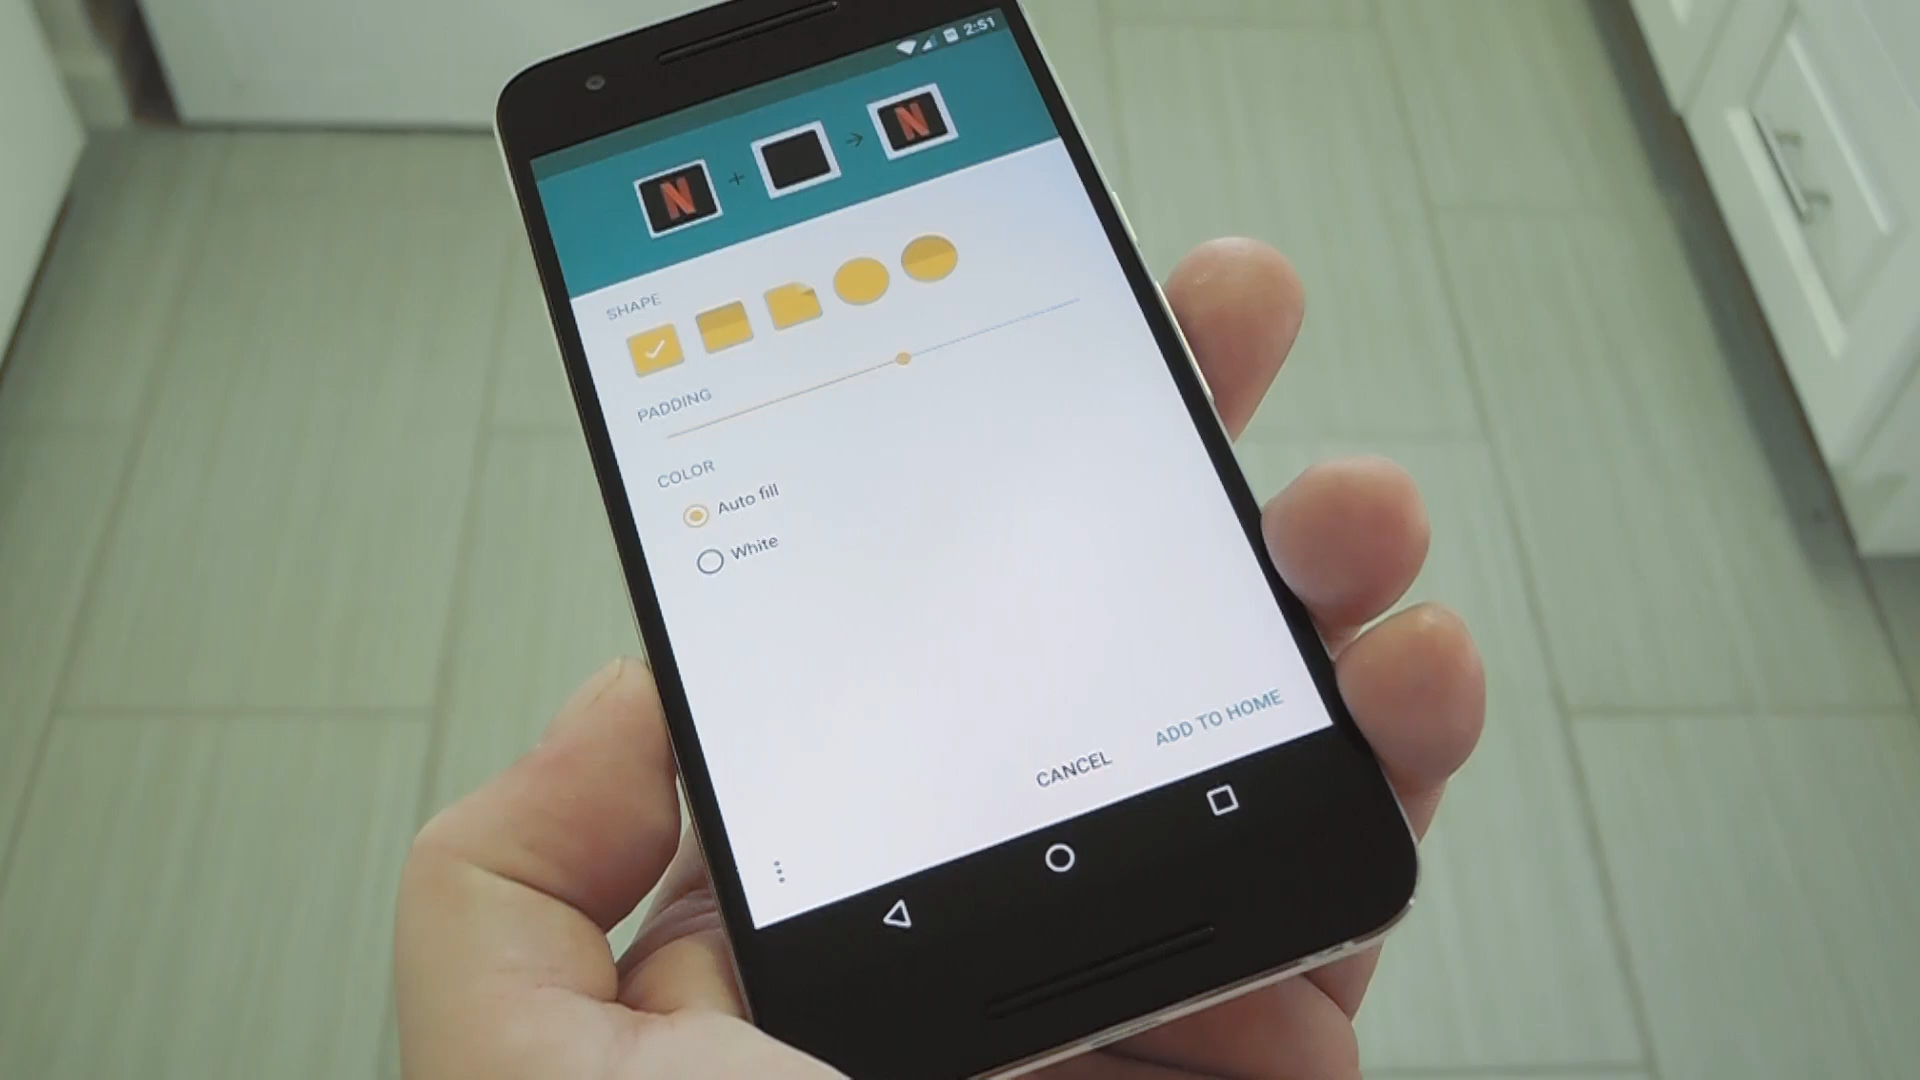 2:51
N
N
SHAPE
PADDING
COLOR
Auto fill
White
ADD TO HOME
CANCEL